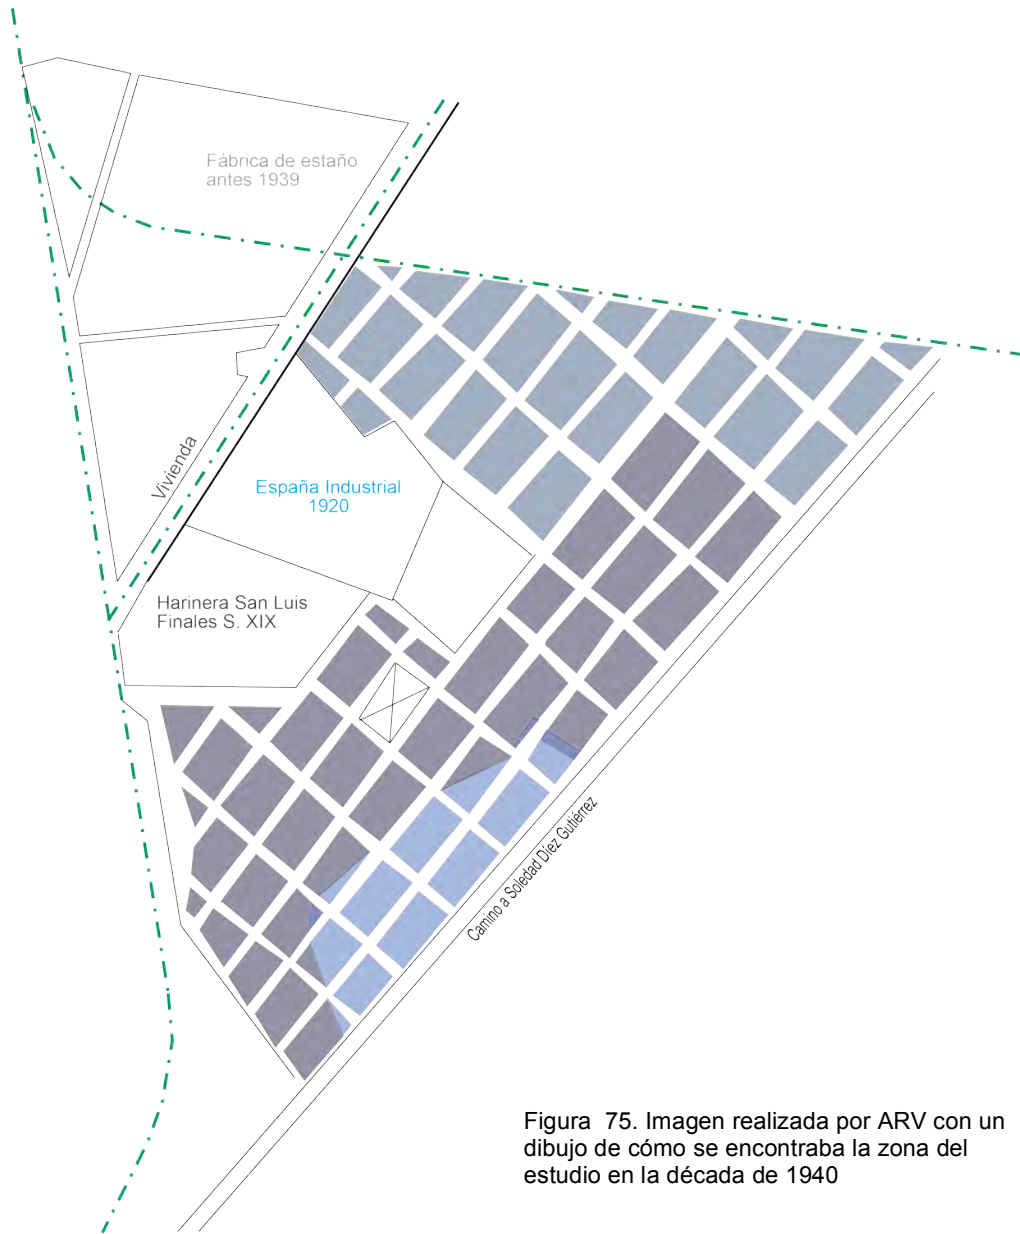 Fábrica de estaño
antes 1939
Vivienda
España Industrial
1920
Harinera San Luis
Finales S. XIX
Camino a Soledad Díez Gutiérrez
Figura 75. Imagen realizada por ARV con un
dibujo de cómo se encontraba la zona del
estudio en la década de 1940